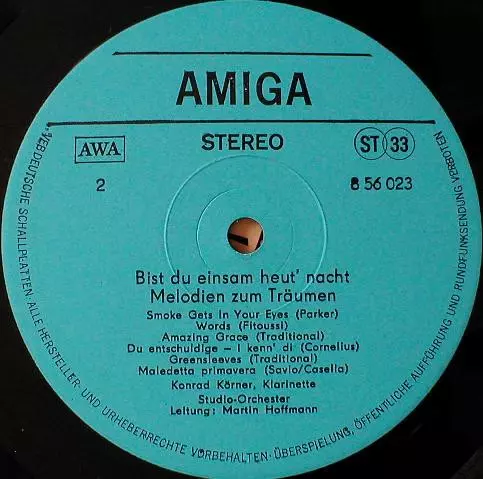 AMIGA
STEREO
AWA
ST 33
2
8 56 023
Bist du einsam heut' nacht
Melodien zum Träumen
Smoke Gets In Your Eyes (Parker)
Words (Fitoussi)
Amazing Grace (Traditional)
Du entschuldige – I kenn' di (Cornelius)
Greensleeves (Traditional)
Maledetta primavera (Savio/Casella)
Konrad Körner, Klarinette
Studio-Orchester
Leitung: Martin Hoffmann
VEB DEUTSCHE SCHALLPLATTEN ALLE HERSTELLER- UND URHEBERRECHTE VORBEHALTEN · ÜBERSPIELUNG, ÖFFENTLICHE AUFFÜHRUNG UND RUNDFUNKSENDUNG VERBOTEN